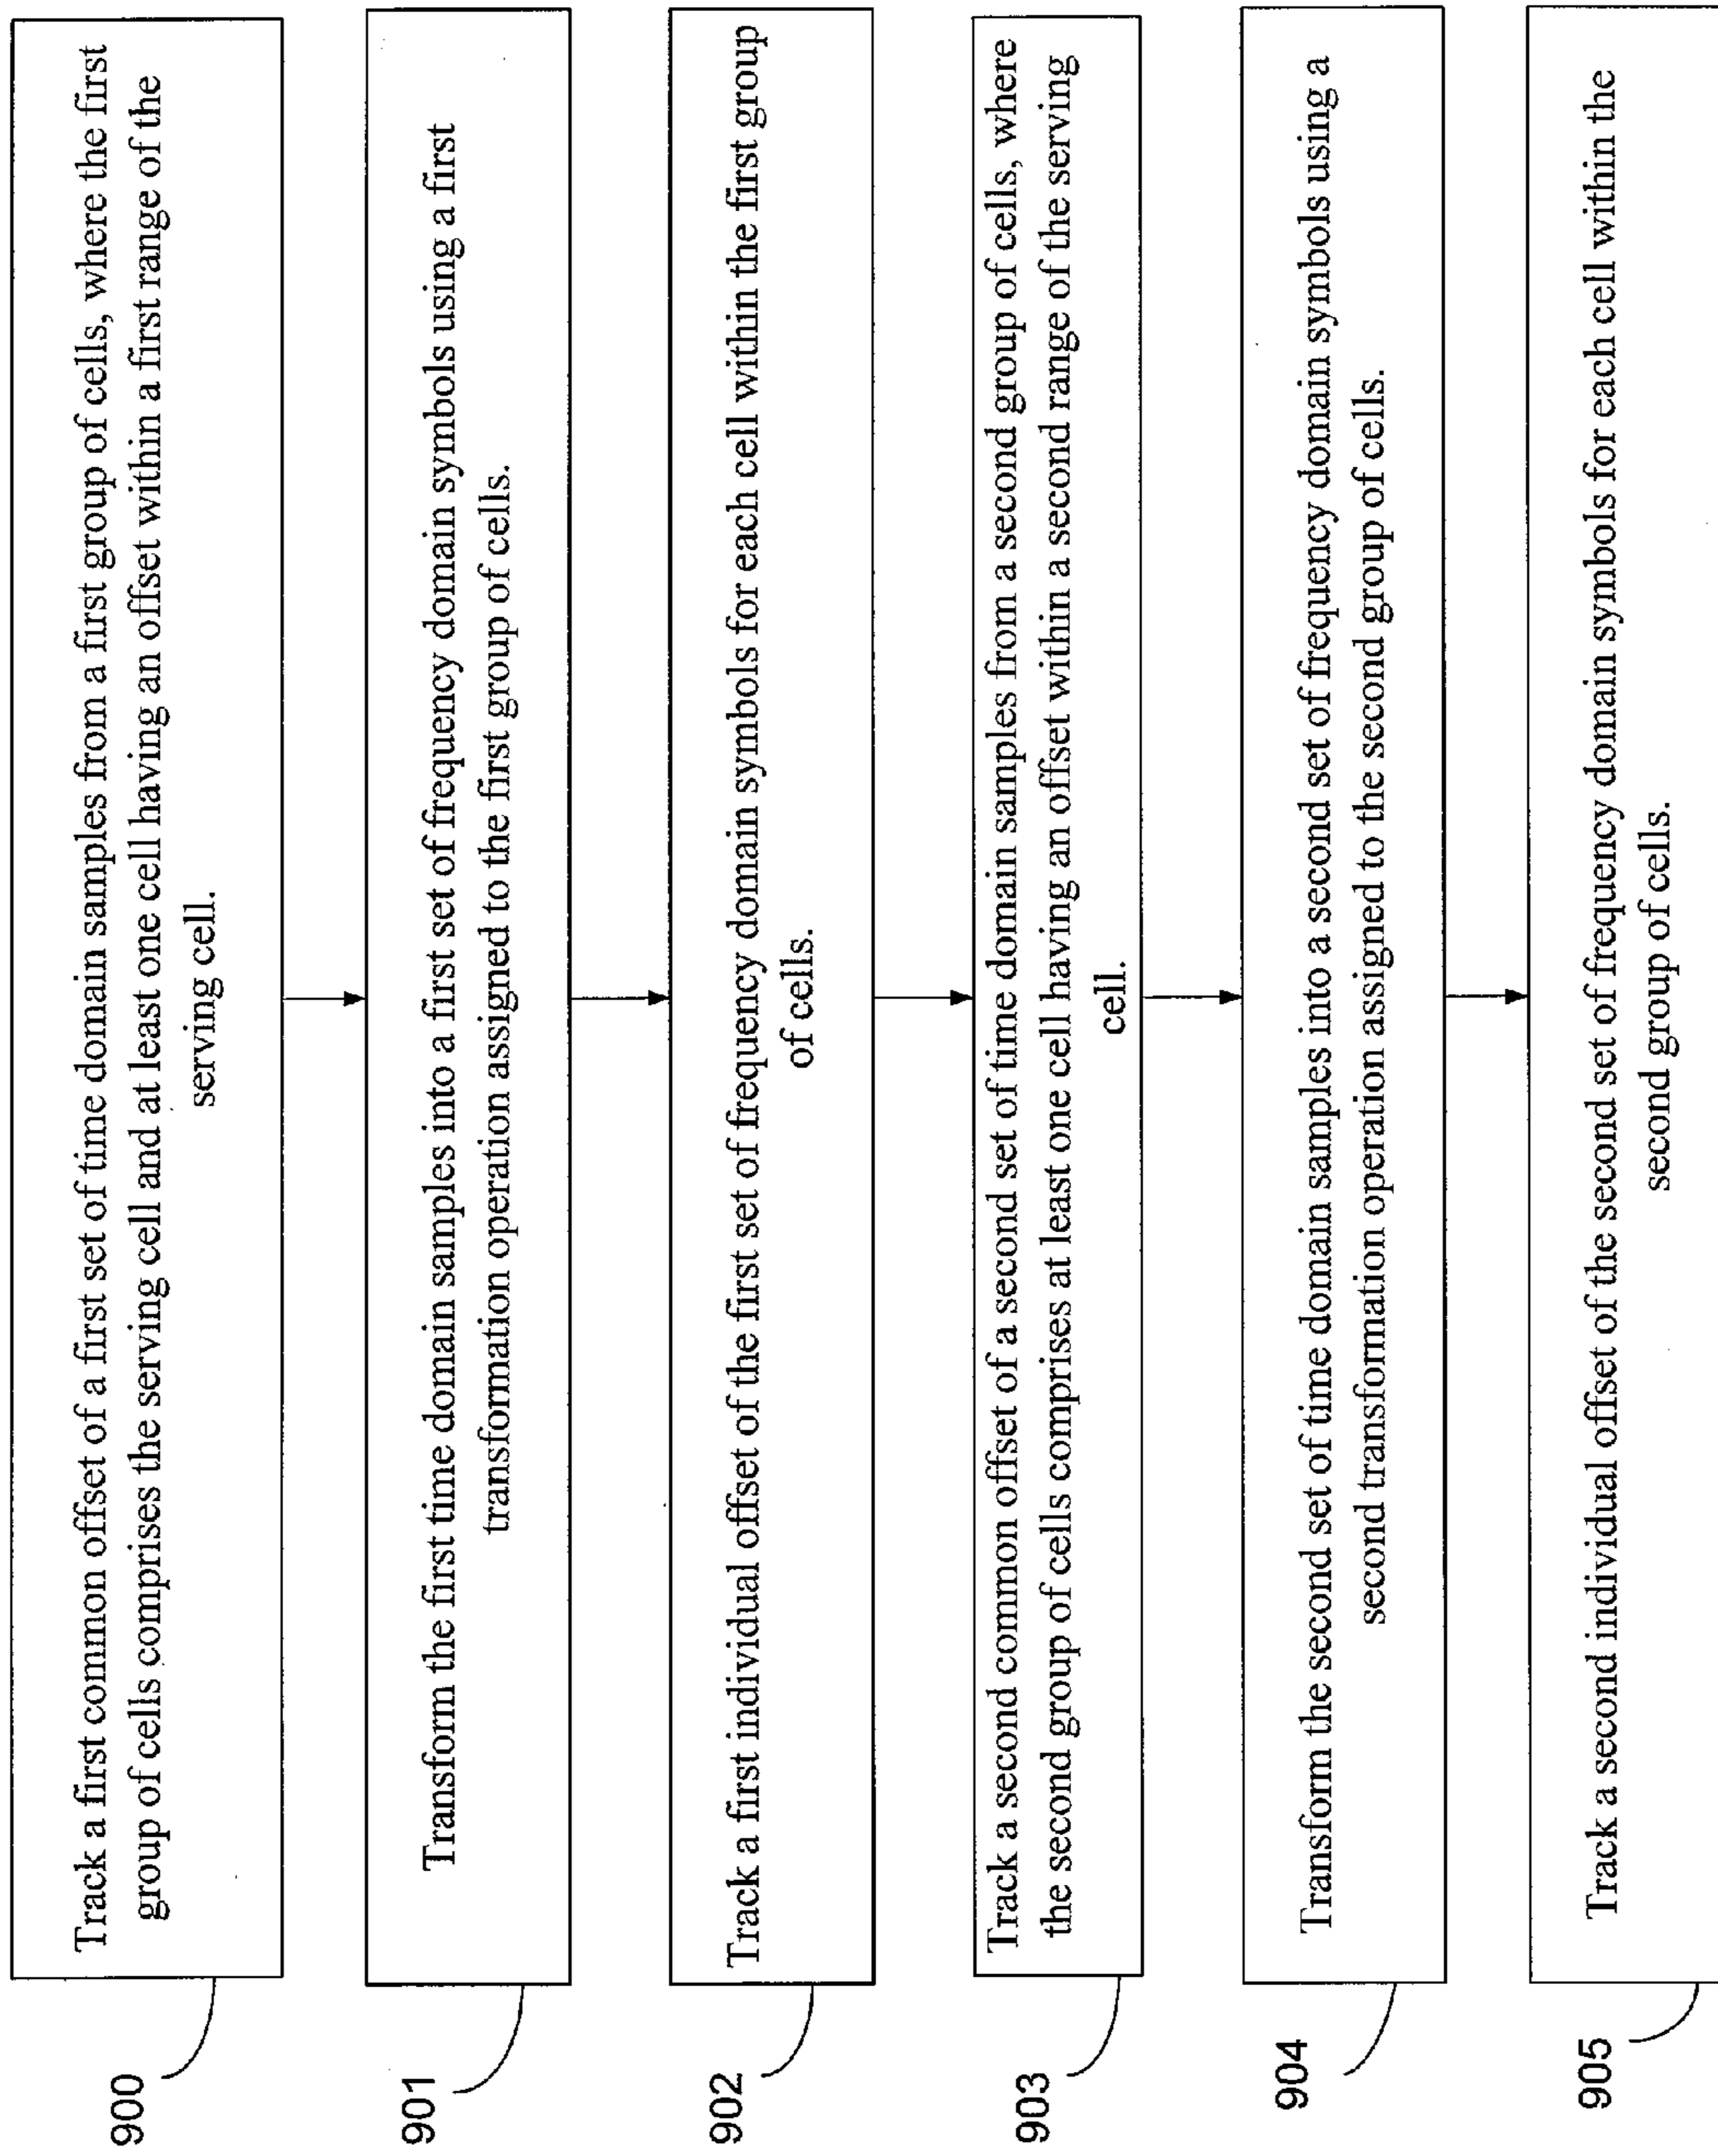 900
Track a first common offset of a first set of time domain samples from a first group of cells, where the first
group of cells comprises the serving cell and at least one cell having an offset within a first range of the
serving cell.
901
Transform the first time domain samples into a first set of frequency domain symbols using a first
transformation operation assigned to the first group of cells.
902
Track a first individual offset of the first set of frequency domain symbols for each cell within the first group
of cells.
903
Track a second common offset of a second set of time domain samples from a second group of cells, where
the second group of cells comprises at least one cell having an offset within a second range of the serving
cell.
904
Transform the second set of time domain samples into a second set of frequency domain symbols using a
second transformation operation assigned to the second group of cells.
905
Track a second individual offset of the second set of frequency domain symbols for each cell within the
second group of cells.